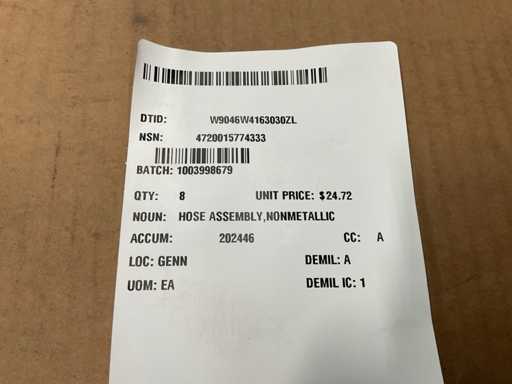 DTID: W9046W4163030ZL
NSN: 4720015774333
BATCH: 1003998679
QTY: 8 UNIT PRICE: $24.72
NOUN: HOSE ASSEMBLY,NONMETALLIC
ACCUM: 202446 CC: A
LOC: GENN DEMIL: A
UOM: EA DEMIL IC: 1